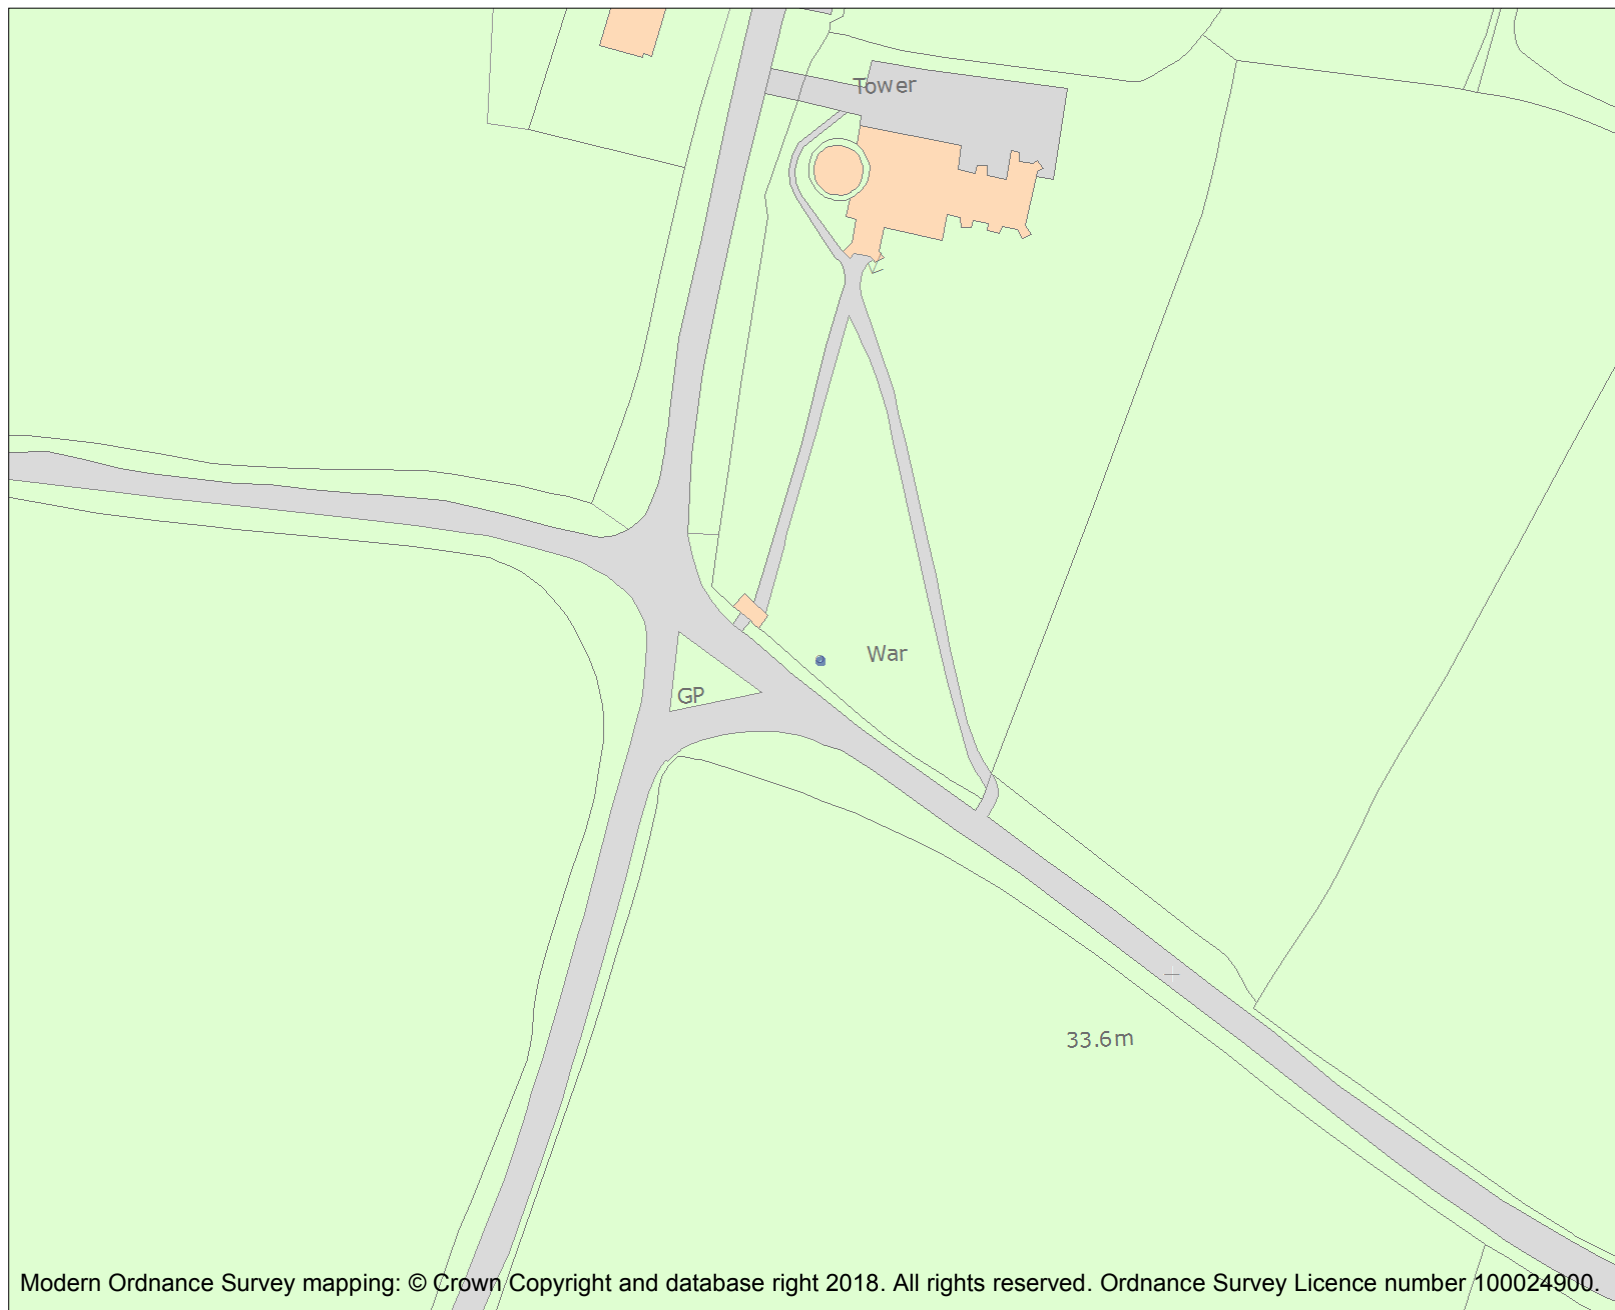 Tower
War
GP
33.6m
Modern Ordnance Survey mapping: © Crown Copyright and database right 2018. All rights reserved. Ordnance Survey Licence number 100024900.